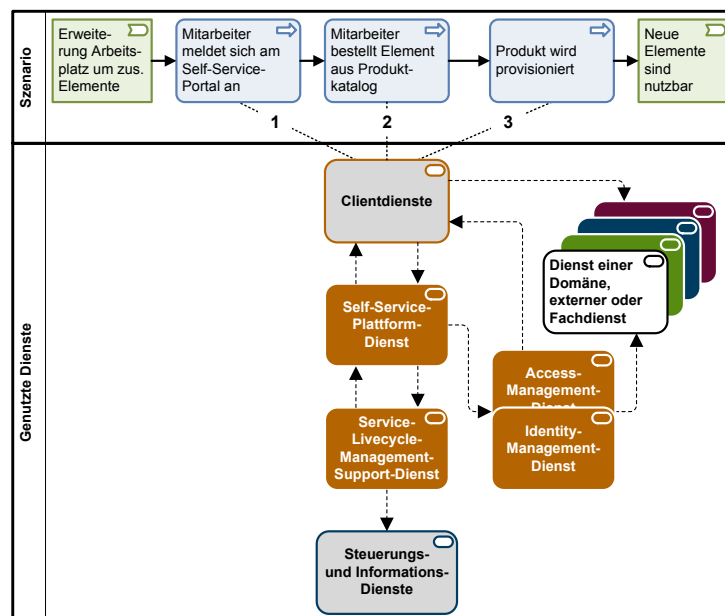 Szenario
Erweite-
rung Arbeits-
platz um zus.
Elemente
Mitarbeiter
meldet sich am
Self-Service-
Portal an
Mitarbeiter
bestellt Element
aus Produkt-
katalog
Produkt wird
provisioniert
Neue
Elemente
sind
nutzbar
1
2
3
Genutzte Dienste
Clientdienste
Dienst einer
Domäne,
externer oder
Fachdienst
Self-Service-
Plattform-
Dienst
Access-
Management-
Dienst
Service-
Livecycle-
Management-
Support-Dienst
Identity-
Management-
Dienst
Steuerungs-
und Informations-
Dienste